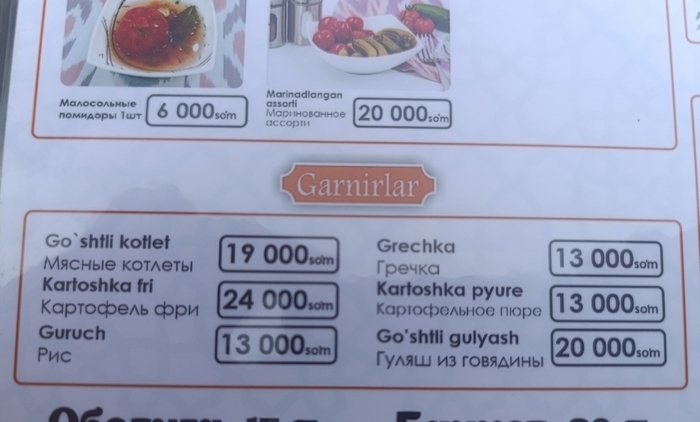 Малосольные
помидоры 1шт
6 000so'm
Marinadlangan
assorti
Маринованное
ассорти
20 000so'm
Garnirlar
Go`shtli kotlet
Мясные котлеты
19 000so'm
Kartoshka fri
Картофель фри
24 000so'm
Guruch
Рис
13 000so'm
Grechka
Гречка
13 000so'm
Kartoshka pyure
Картофельное пюре
13 000so'm
Go'shtli gulyash
Гуляш из говядины
20 000so'm